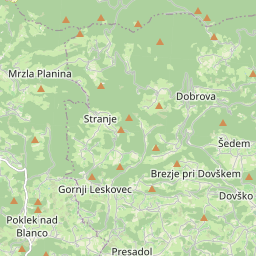 Mrzla Planina
Dobrova
Stranje
Šedem
Brezje pri Dovškem
Gornji Leskovec
Dovško
Poklek nad
Blanco
Presadol